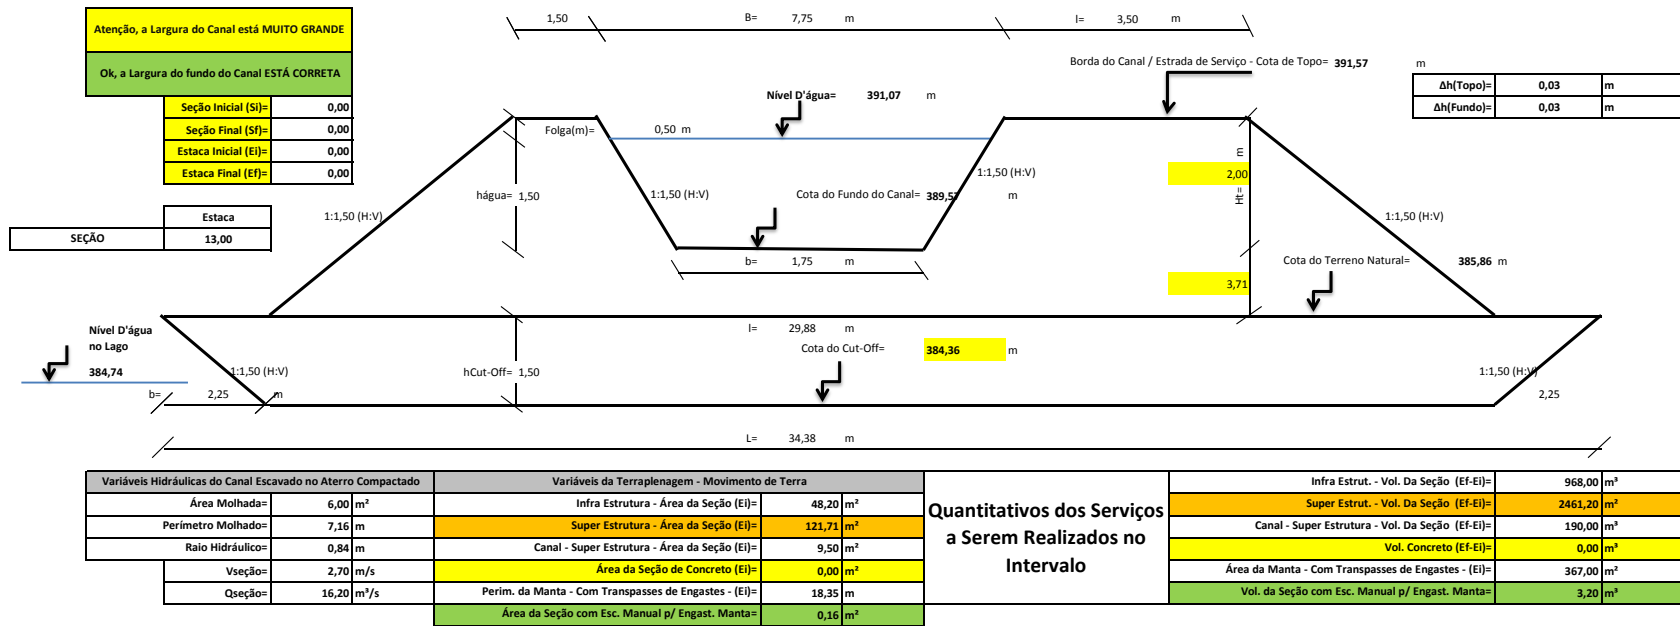 1,50 B= 7,75 m l= 3,50 m
Atenção, a Largura do Canal está MUITO GRANDE
Ok, a Largura do fundo do Canal ESTÁ CORRETA
Borda do Canal / Estrada de Serviço - Cota de Topo= 391,57 m
Δh(Topo)= 0,03 m
Δh(Fundo)= 0,03 m
Nível D'água= 391,07 m
Seção Inicial (Si)= 0,00
Seção Final (Sf)= 0,00
Estaca Inicial (Ei)= 0,00
Estaca Final (Ef)= 0,00
Folga(m)= 0,50 m
1:1,50 (H:V)
m
2,00
Ht=
hágua= 1,50
1:1,50 (H:V)
Cota do Fundo do Canal= 389,57 m
Estaca
SEÇÃO 13,00
1:1,50 (H:V)
1:1,50 (H:V)
b= 1,75 m
Cota do Terreno Natural= 385,86 m
3,71
Nível D'água
no Lago
384,74
l= 29,88 m
Cota do Cut-Off= 384,36 m
1:1,50 (H:V)
hCut-Off= 1,50
1:1,50 (H:V)
b= 2,25 m
2,25
L= 34,38 m
Variáveis Hidráulicas do Canal Escavado no Aterro Compactado
Área Molhada= 6,00 m²
Perímetro Molhado= 7,16 m
Raio Hidráulico= 0,84 m
Vseção= 2,70 m/s
Qseção= 16,20 m³/s
Variáveis da Terraplenagem - Movimento de Terra
Infra Estrutura - Área da Seção (Ei)= 48,20 m²
Super Estrutura - Área da Seção (Ei)= 121,71 m²
Canal - Super Estrutura - Área da Seção (Ei)= 9,50 m²
Área da Seção de Concreto (Ei)= 0,00 m²
Perim. da Manta - Com Transpasses de Engastes - (Ei)= 18,35 m
Área da Seção com Esc. Manual p/ Engast. Manta= 0,16 m²
Quantitativos dos Serviços
a Serem Realizados no
Intervalo
Infra Estrut. - Vol. Da Seção (Ef-Ei)= 968,00 m³
Super Estrut. - Vol. Da Seção (Ef-Ei)= 2461,20 m²
Canal - Super Estrutura - Vol. Da Seção (Ef-Ei)= 190,00 m³
Vol. Concreto (Ef-Ei)= 0,00 m³
Área da Manta - Com Transpasses de Engastes - (Ei)= 367,00 m²
Vol. da Seção com Esc. Manual p/ Engast. Manta= 3,20 m³